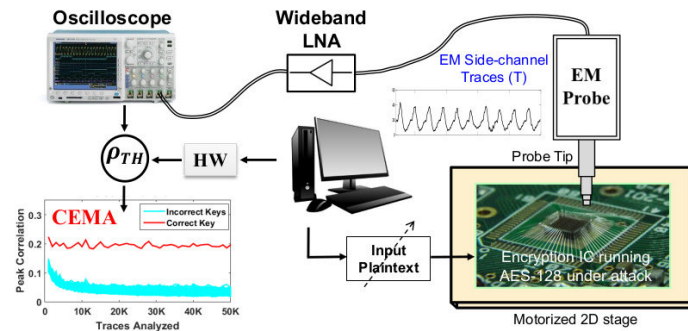 Oscilloscope
Wideband
LNA
EM Side-channel
Traces (T)
EM
Probe
Probe Tip
ρTH
HW
CEMA
Incorrect Keys
Correct Key
Peak Correlation
0.3
0.2
0.1
0
0
10K
20K
30K
40K
50K
Traces Analyzed
Input
Plaintext
Encryption IC running
AES-128 under attack
Motorized 2D stage